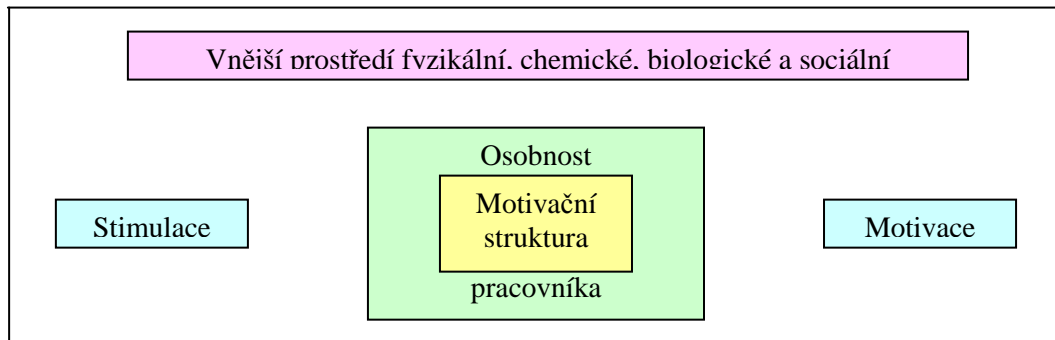 Vnější prostředí fyzikální, chemické, biologické a sociální
Osobnost
Stimulace
Motivační
struktura
Motivace
pracovníka